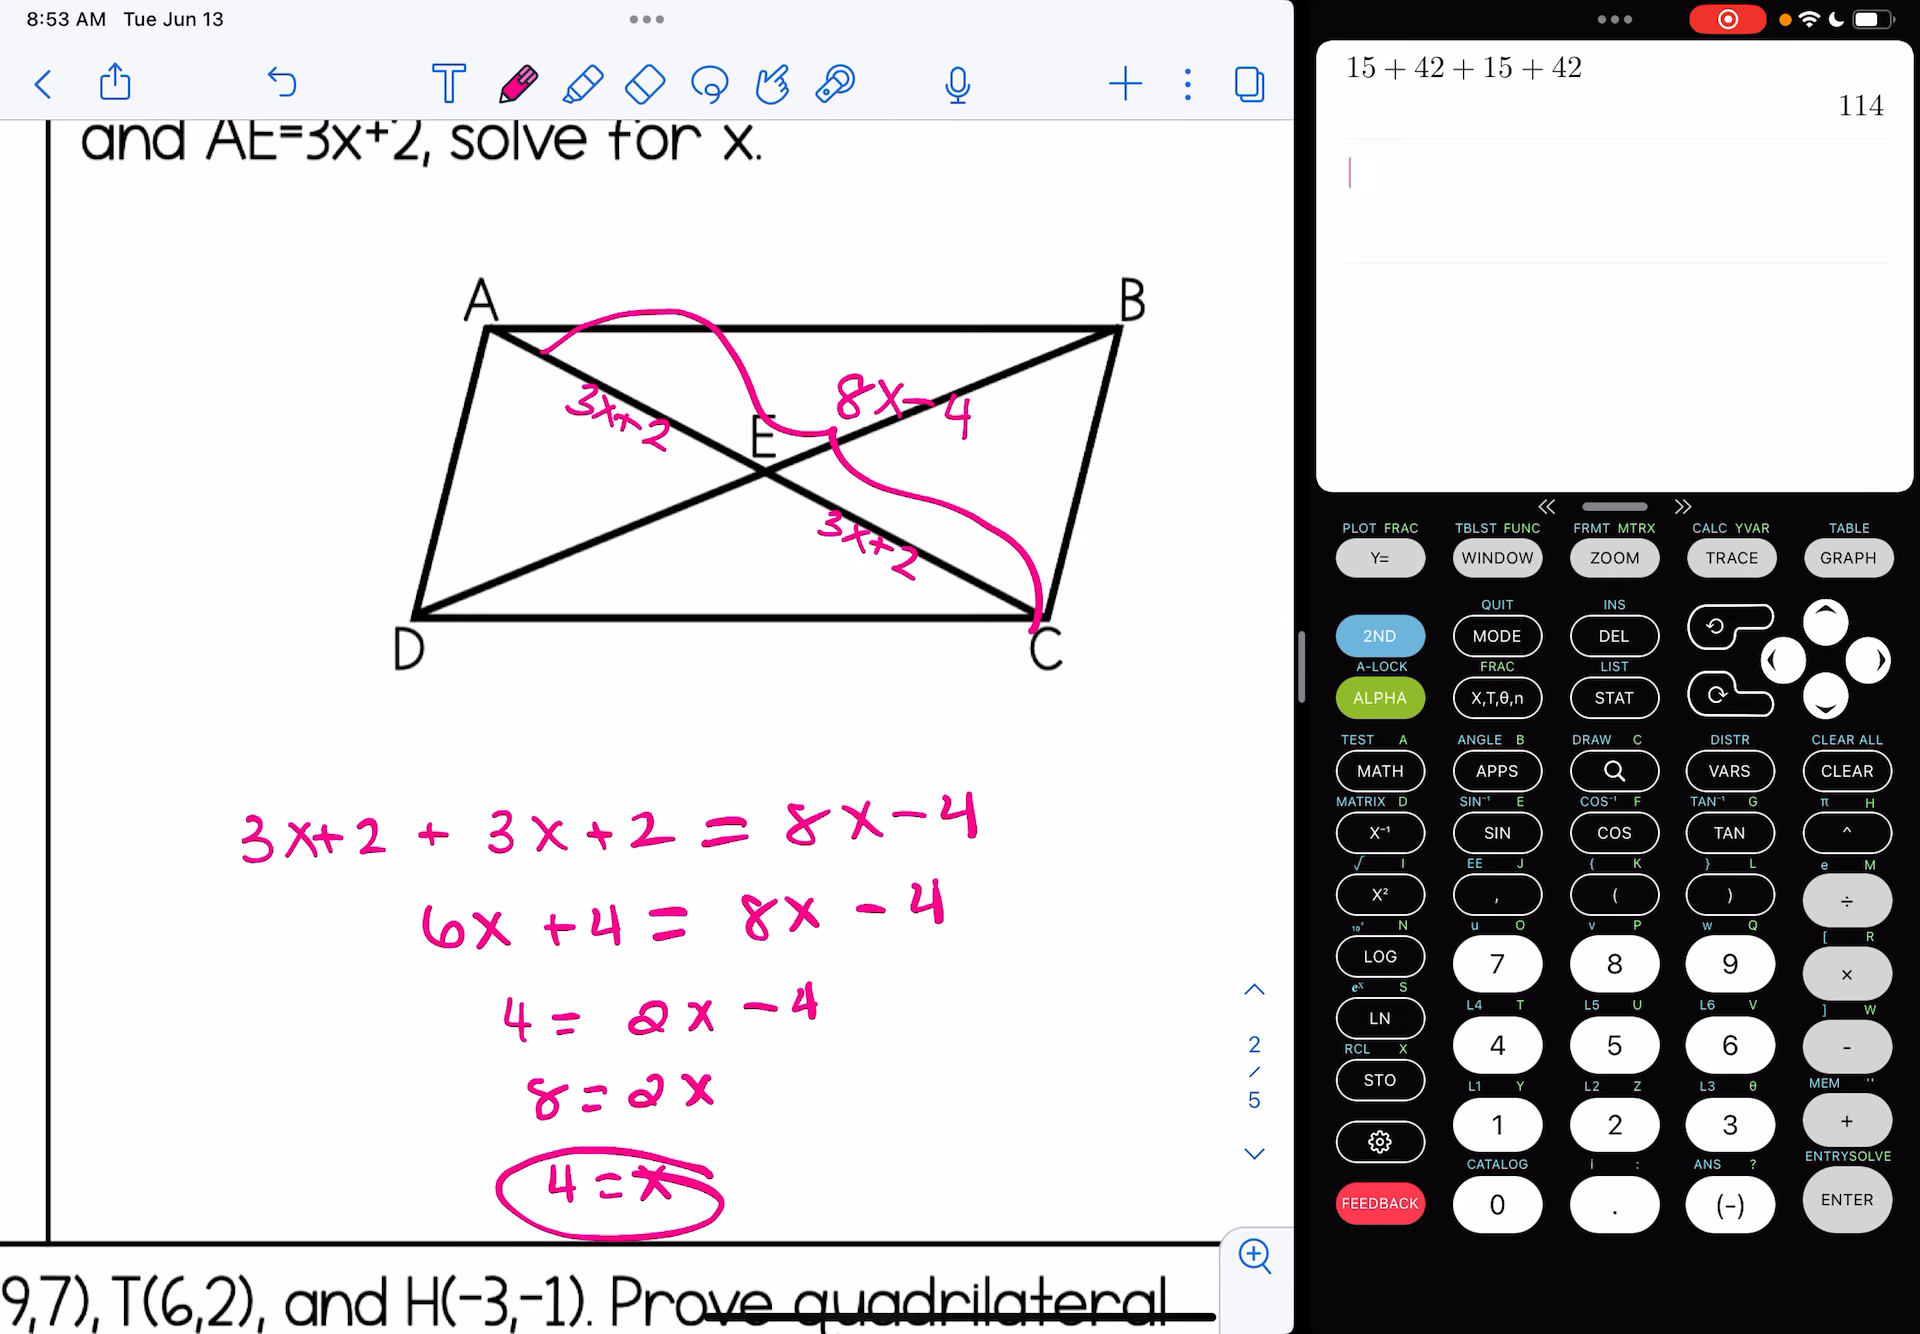 8:53 AM Tue Jun 13
T
and AE=3x+2, solve for x.
A
B
3x+2
8x-4
E
3x+2
D
C
3x+2 + 3x+2 = 8x-4
6x+4 = 8x-4
4 = 2x-4
8 = 2x
4 = x
2
/
5
9,7), T(6,2), and H(-3,-1). Prove quadrilateral
15+42+15+42
114
PLOT FRAC TBLST FUNC FRMT MTRX CALC YVAR TABLE
Y= WINDOW ZOOM TRACE GRAPH
QUIT INS
2ND MODE DEL
A-LOCK FRAC LIST
ALPHA X,T,θ,n STAT
TEST A ANGLE B DRAW C DISTR CLEAR ALL
MATH APPS VARS CLEAR
MATRIX D SIN⁻¹ E COS⁻¹ F TAN⁻¹ G π H
X⁻¹ SIN COS TAN ^
√ I EE J { K } L e M
X² , ( ) ÷
10ˣ N u O v P w Q [ R
LOG 7 8 9 ×
eˣ S L4 T L5 U L6 V ] W
LN 4 5 6 -
RCL X L1 Y L2 Z L3 θ MEM "
STO 1 2 3 +
CATALOG i : ANS ? ENTRY SOLVE
FEEDBACK 0 . (-) ENTER